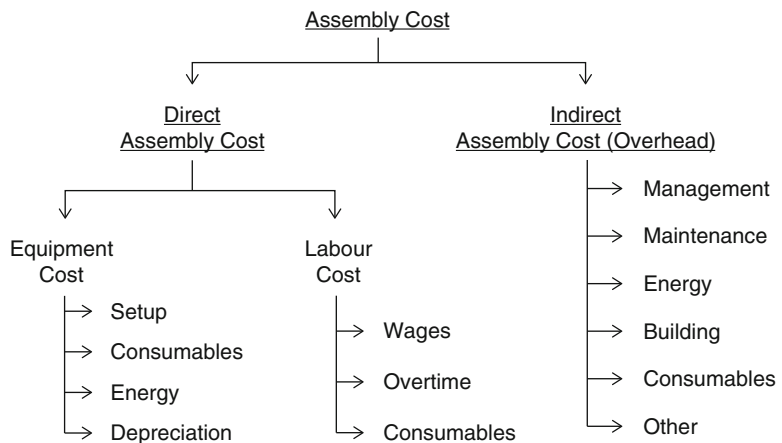 Assembly Cost
Direct
Assembly Cost
Indirect
Assembly Cost (Overhead)
Equipment
Cost
Setup
Consumables
Energy
Depreciation
Labour
Cost
Wages
Overtime
Consumables
Management
Maintenance
Energy
Building
Consumables
Other